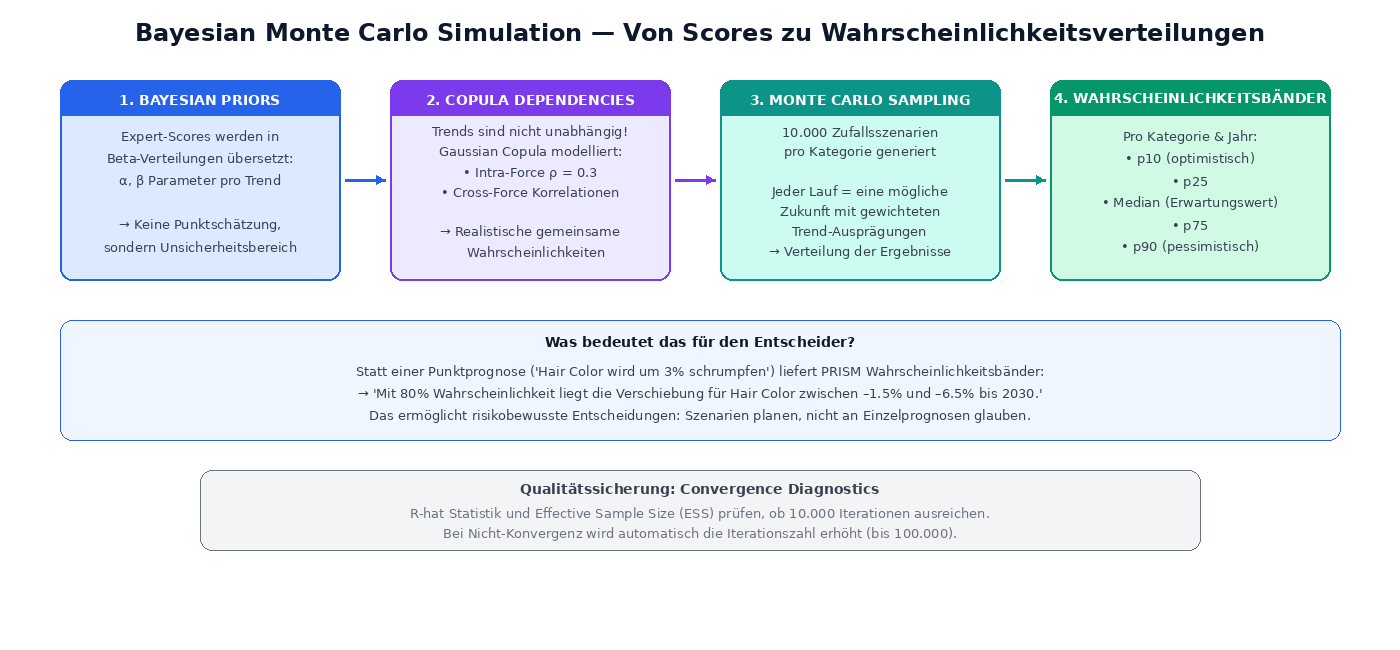 Bayesian Monte Carlo Simulation — Von Scores zu Wahrscheinlichkeitsverteilungen
1. BAYESIAN PRIORS
Expert-Scores werden in
Beta-Verteilungen übersetzt:
α, β Parameter pro Trend
→ Keine Punktschätzung,
sondern Unsicherheitsbereich
2. COPULA DEPENDENCIES
Trends sind nicht unabhängig!
Gaussian Copula modelliert:
• Intra-Force ρ = 0.3
• Cross-Force Korrelationen
→ Realistische gemeinsame
Wahrscheinlichkeiten
3. MONTE CARLO SAMPLING
10.000 Zufallsszenarien
pro Kategorie generiert
Jeder Lauf = eine mögliche
Zukunft mit gewichteten
Trend-Ausprägungen
→ Verteilung der Ergebnisse
4. WAHRSCHEINLICHKEITSBÄNDER
Pro Kategorie & Jahr:
• p10 (optimistisch)
• p25
• Median (Erwartungswert)
• p75
• p90 (pessimistisch)
Was bedeutet das für den Entscheider?
Statt einer Punktprognose ('Hair Color wird um 3% schrumpfen') liefert PRISM Wahrscheinlichkeitsbänder:
→ 'Mit 80% Wahrscheinlichkeit liegt die Verschiebung für Hair Color zwischen –1.5% und –6.5% bis 2030.'
Das ermöglicht risikobewusste Entscheidungen: Szenarien planen, nicht an Einzelprognosen glauben.
Qualitätssicherung: Convergence Diagnostics
R-hat Statistik und Effective Sample Size (ESS) prüfen, ob 10.000 Iterationen ausreichen.
Bei Nicht-Konvergenz wird automatisch die Iterationszahl erhöht (bis 100.000).